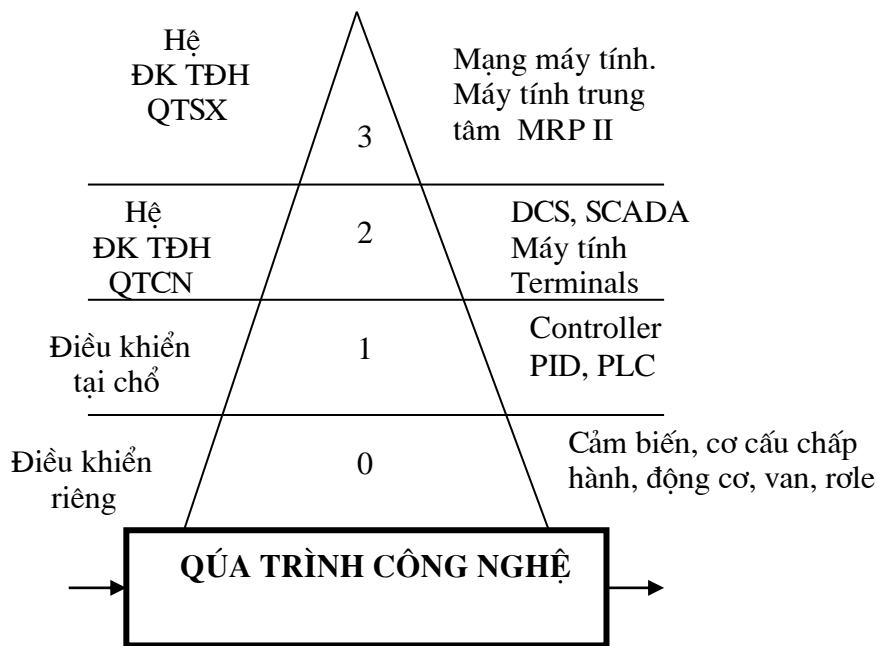 Hệ
ĐK TĐH
QTSX
3
Mạng máy tính.
Máy tính trung
tâm MRP II
Hệ
ĐK TĐH
QTCN
2
DCS, SCADA
Máy tính
Terminals
Điều khiển
tại chổ
1
Controller
PID, PLC
Điều khiển
riêng
0
Cảm biến, cơ cấu chấp
hành, động cơ, van, rơle
QÚA TRÌNH CÔNG NGHỆ